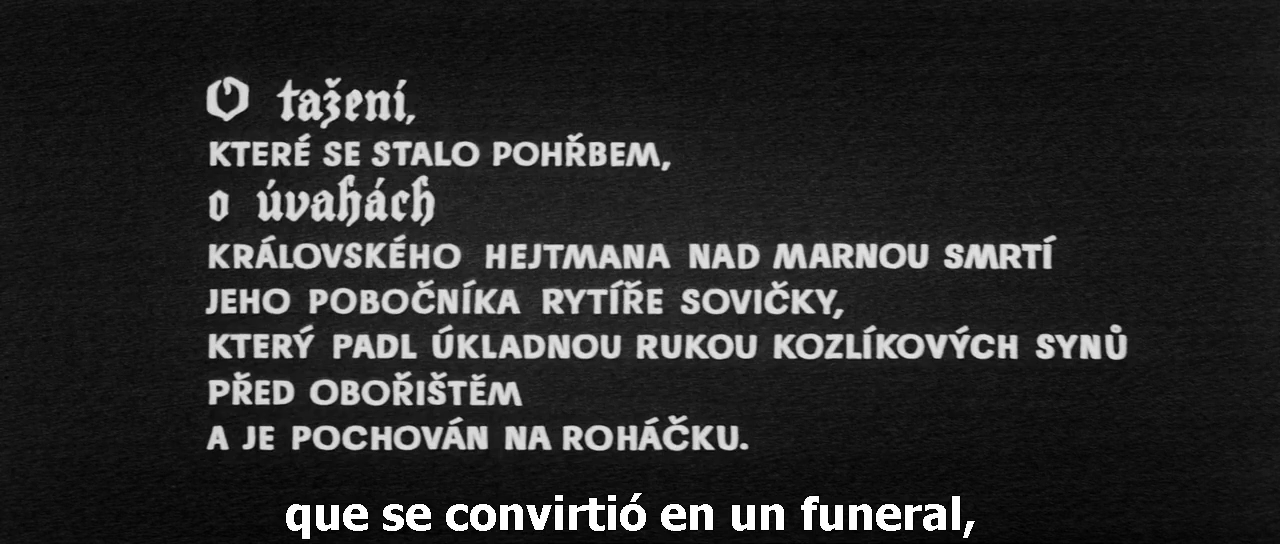 O tažení,
KTERÉ SE STALO POHŘBEM,
o úvahách
KRÁLOVSKÉHO HEJTMANA NAD MARNOU SMRTÍ
JEHO POBOČNÍKA RYTÍŘE SOVIČKY,
KTERÝ PADL ÚKLADNOU RUKOU KOZLÍKOVÝCH SYNŮ
PŘED OBOŘIŠTĚM
A JE POCHOVÁN NA ROHÁČKU.
que se convirtió en un funeral,